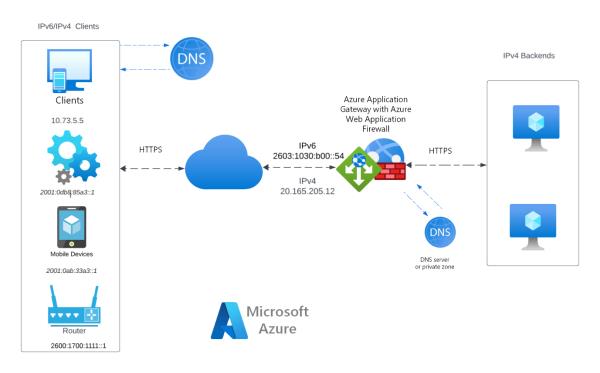 IPv6/IPv4 Clients
DNS
IPv4 Backends
Clients
10.73.5.5
2001:0db8:85a3::1
Mobile Devices
2001:0ab:33a3::1
Router
2600:1700:1111::1
HTTPS
IPv6
2603:1030:b00::54
IPv4
20.165.205.12
Azure Application
Gateway with Azure
Web Application
Firewall
HTTPS
DNS
DNS server
or private zone
Microsoft
Azure